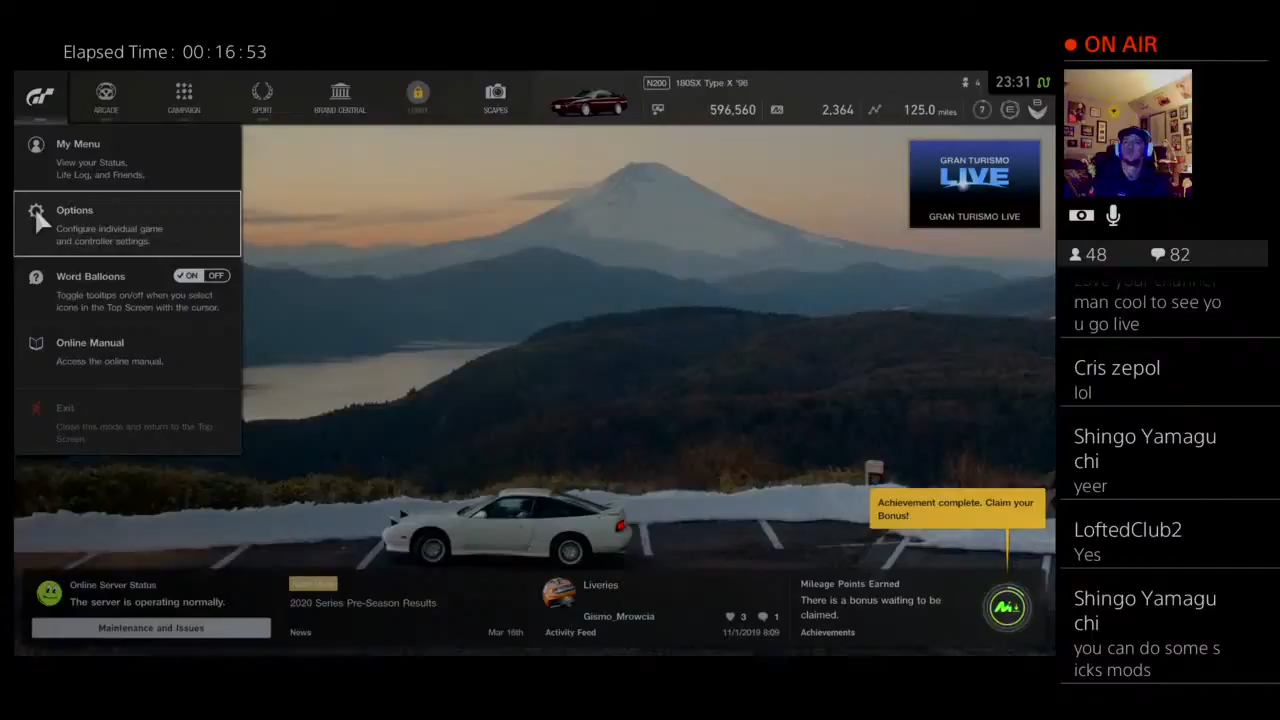 Elapsed Time: 00:16:53
ON AIR
ARCADE
CAMPAIGN
SPORT
BRAND CENTRAL
LOBBY
SCAPES
N200 180SX Type X '96
4
23:31
596,560
2,364
125.0 miles
7
E
B
My Menu
View your Status,
Life Log, and Friends.
Options
Configure individual game
and controller settings.
Word Balloons
ON OFF
Toggle tooltips on/off when you select
icons in the Top Screen with the cursor.
Online Manual
Access the online manual.
Exit
Close this mode and return to the Top
Screen.
GRAN TURISMO
LIVE
GRAN TURISMO LIVE
Achievement complete. Claim your
Bonus!
Online Server Status
The server is operating normally.
Maintenance and Issues
2020 Series Pre-Season Results
News
Mar 16th
Liveries
Gismo_Mrowcia
3
1
Activity Feed
11/1/2019 8:09
Mileage Points Earned
There is a bonus waiting to be
claimed.
Achievements
48
82
Love your channel
man cool to see yo
u go live
Cris zepol
lol
Shingo Yamagu
chi
yeer
LoftedClub2
Yes
Shingo Yamagu
chi
you can do some s
icks mods